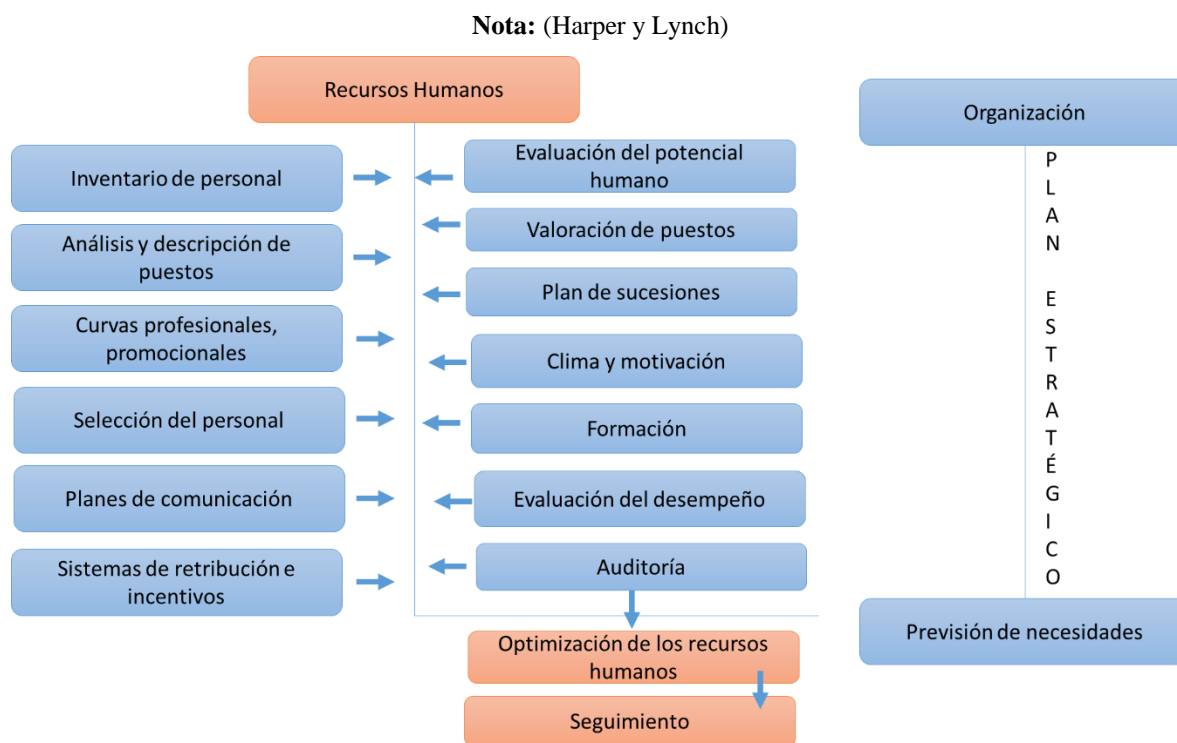 Nota: (Harper y Lynch)
Recursos Humanos
Inventario de personal
Análisis y descripción de
puestos
Curvas profesionales,
promocionales
Selección del personal
Planes de comunicación
Sistemas de retribución e
incentivos
Evaluación del potencial
humano
Valoración de puestos
Plan de sucesiones
Clima y motivación
Formación
Evaluación del desempeño
Auditoría
Optimización de los recursos
humanos
Seguimiento
Organización
PLAN ESTRATÉGICO
Previsión de necesidades